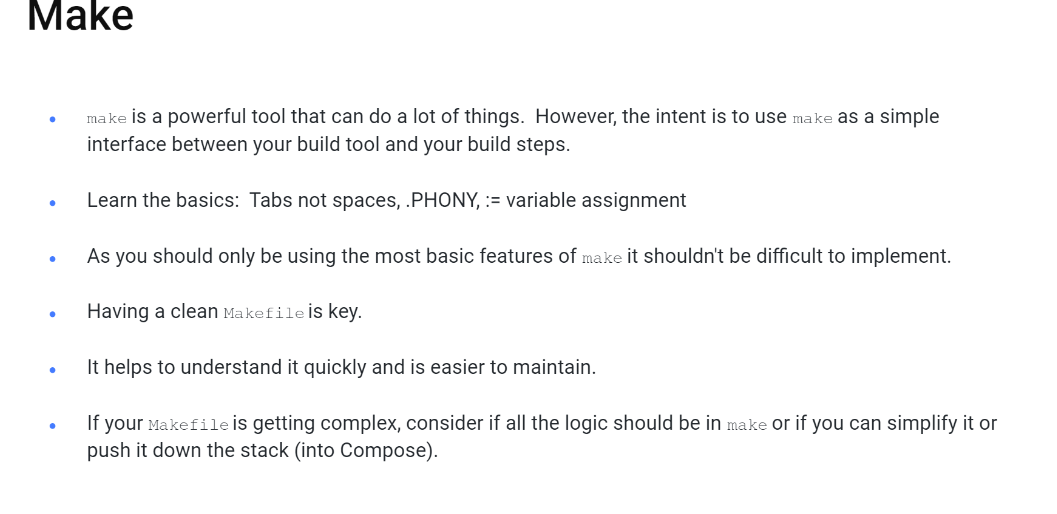 Make
make is a powerful tool that can do a lot of things.  However, the intent is to use make as a simple
interface between your build tool and your build steps.
Learn the basics:  Tabs not spaces, .PHONY, := variable assignment
As you should only be using the most basic features of make it shouldn't be difficult to implement.
Having a clean Makefile is key.
It helps to understand it quickly and is easier to maintain.
If your Makefile is getting complex, consider if all the logic should be in make or if you can simplify it or
push it down the stack (into Compose).